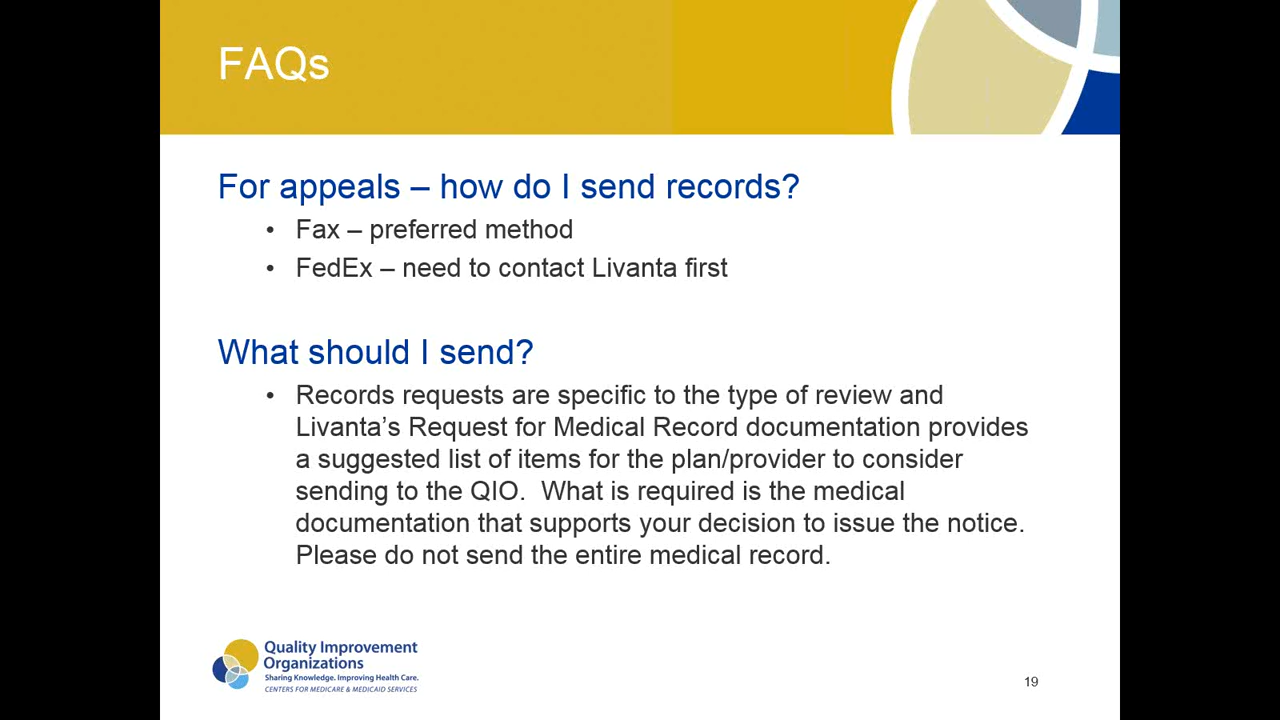 FAQs
For appeals – how do I send records?
• Fax – preferred method
• FedEx – need to contact Livanta first
What should I send?
• Records requests are specific to the type of review and
Livanta’s Request for Medical Record documentation provides
a suggested list of items for the plan/provider to consider
sending to the QIO.  What is required is the medical
documentation that supports your decision to issue the notice.
Please do not send the entire medical record.
Quality Improvement
Organizations
Sharing Knowledge. Improving Health Care.
CENTERS FOR MEDICARE & MEDICAID SERVICES
19